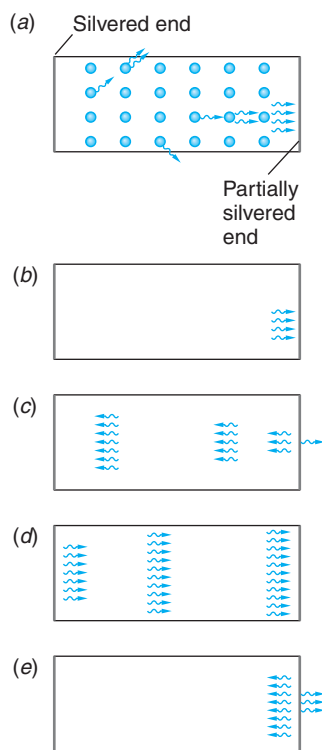 (a)
Silvered end
Partially
silvered
end
(b)
(c)
(d)
(e)